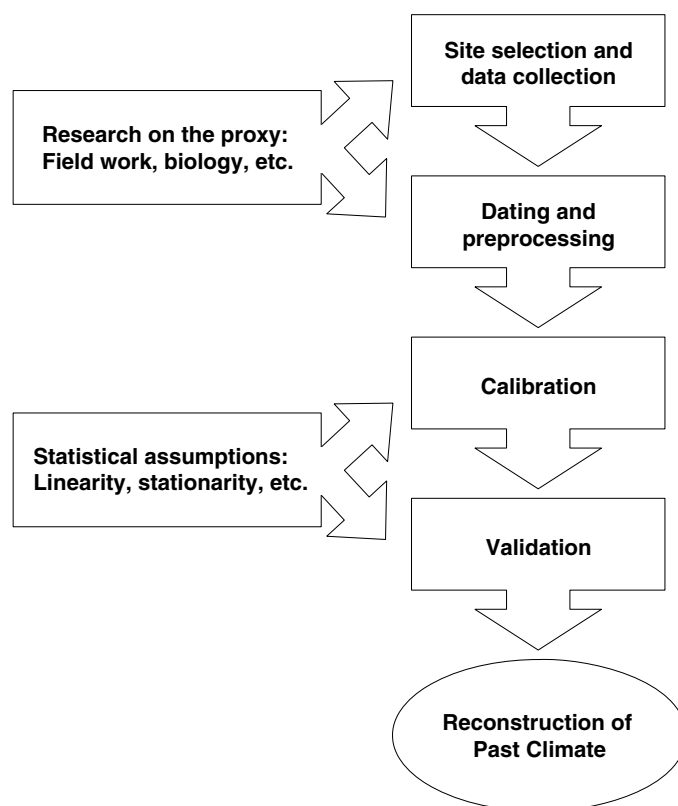 Site selection and
data collection
Research on the proxy:
Field work, biology, etc.
Dating and
preprocessing
Calibration
Statistical assumptions:
Linearity, stationarity, etc.
Validation
Reconstruction of
Past Climate